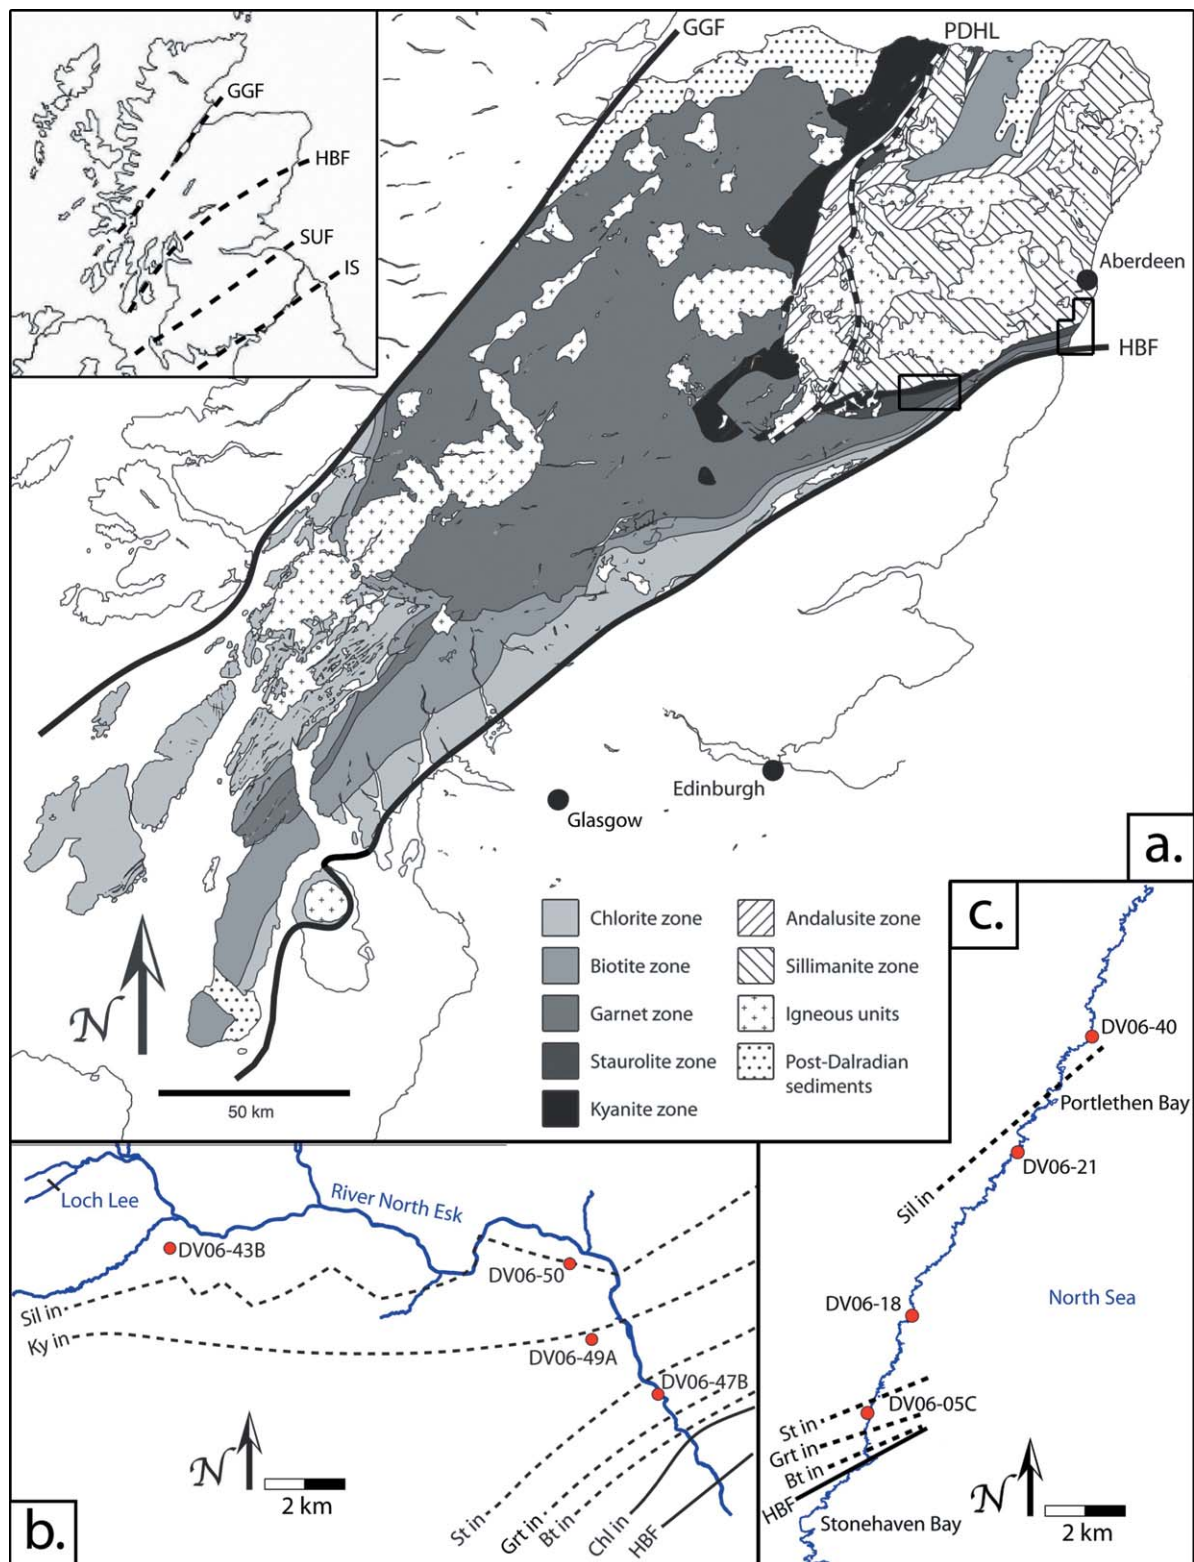 GGF
HBF
SUF
IS
GGF
PDHL
Aberdeen
HBF
Edinburgh
Glasgow
N
50 km
Chlorite zone
Biotite zone
Garnet zone
Staurolite zone
Kyanite zone
Andalusite zone
Sillimanite zone
Igneous units
Post-Dalradian
sediments
a.
Loch Lee
River North Esk
DV06-43B
DV06-50
DV06-49A
DV06-47B
Sil in
Ky in
St in
Grt in
Bt in
Chl in
HBF
N
2 km
b.
c.
DV06-40
Portlethen Bay
DV06-21
Sil in
DV06-18
North Sea
DV06-05C
St in
Grt in
Bt in
HBF
Stonehaven Bay
N
2 km